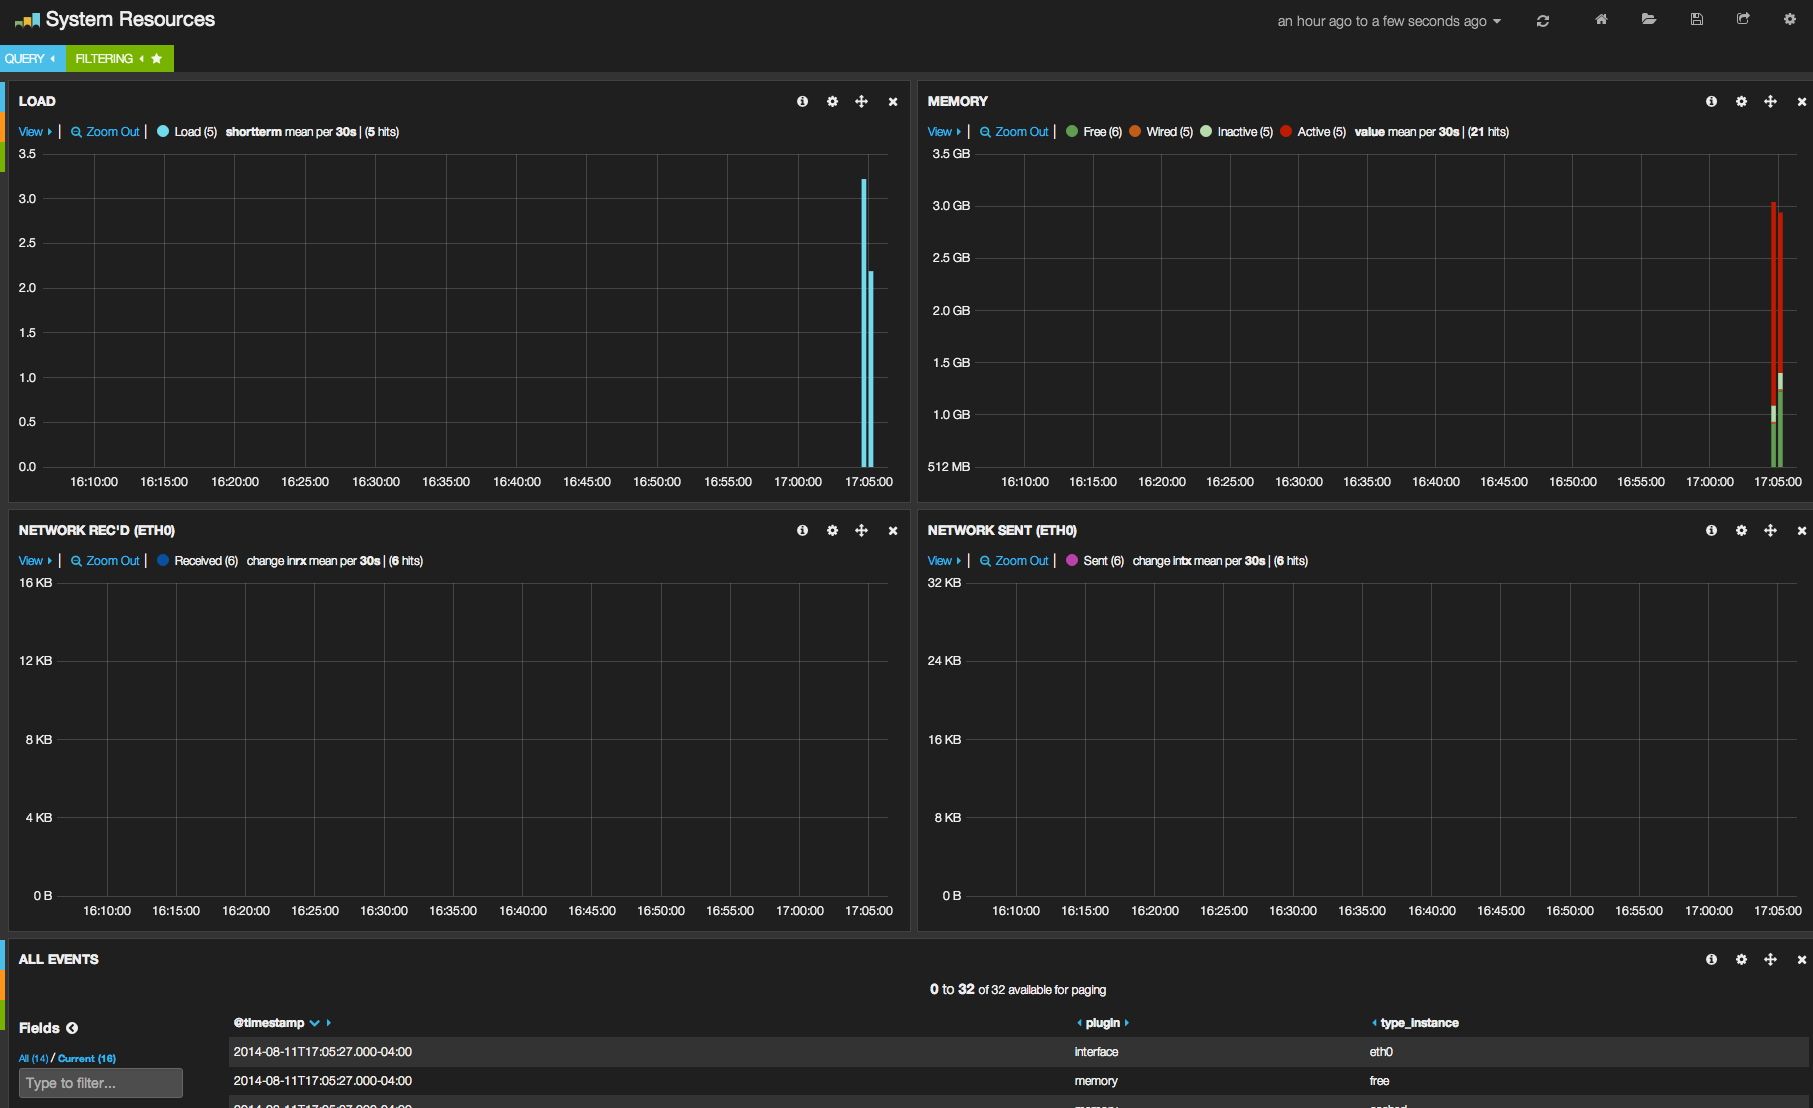 System Resources
an hour ago to a few seconds ago
QUERY FILTERING
LOAD
View | Zoom Out | Load (5) shortterm mean per 30s | (5 hits)
3.5
3.0
2.5
2.0
1.5
1.0
0.5
0.0
16:10:00 16:15:00 16:20:00 16:25:00 16:30:00 16:35:00 16:40:00 16:45:00 16:50:00 16:55:00 17:00:00 17:05:00
MEMORY
View | Zoom Out | Free (6) Wired (5) Inactive (5) Active (5) value mean per 30s | (21 hits)
3.5 GB
3.0 GB
2.5 GB
2.0 GB
1.5 GB
1.0 GB
512 MB
16:10:00 16:15:00 16:20:00 16:25:00 16:30:00 16:35:00 16:40:00 16:45:00 16:50:00 16:55:00 17:00:00 17:05:00
NETWORK REC'D (ETH0)
View | Zoom Out | Received (6) change inrx mean per 30s | (6 hits)
16 KB
12 KB
8 KB
4 KB
0 B
16:10:00 16:15:00 16:20:00 16:25:00 16:30:00 16:35:00 16:40:00 16:45:00 16:50:00 16:55:00 17:00:00 17:05:00
NETWORK SENT (ETH0)
View | Zoom Out | Sent (6) change intx mean per 30s | (6 hits)
32 KB
24 KB
16 KB
8 KB
0 B
16:10:00 16:15:00 16:20:00 16:25:00 16:30:00 16:35:00 16:40:00 16:45:00 16:50:00 16:55:00 17:00:00 17:05:00
ALL EVENTS
0 to 32 of 32 available for paging
Fields
All (14) / Current (16)
Type to filter...
@timestamp plugin type_instance
2014-08-11T17:05:27.000-04:00 interface eth0
2014-08-11T17:05:27.000-04:00 memory free